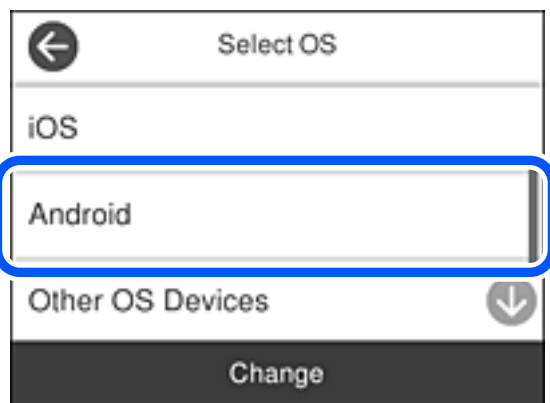 Select OS
iOS
Android
Other OS Devices
Change